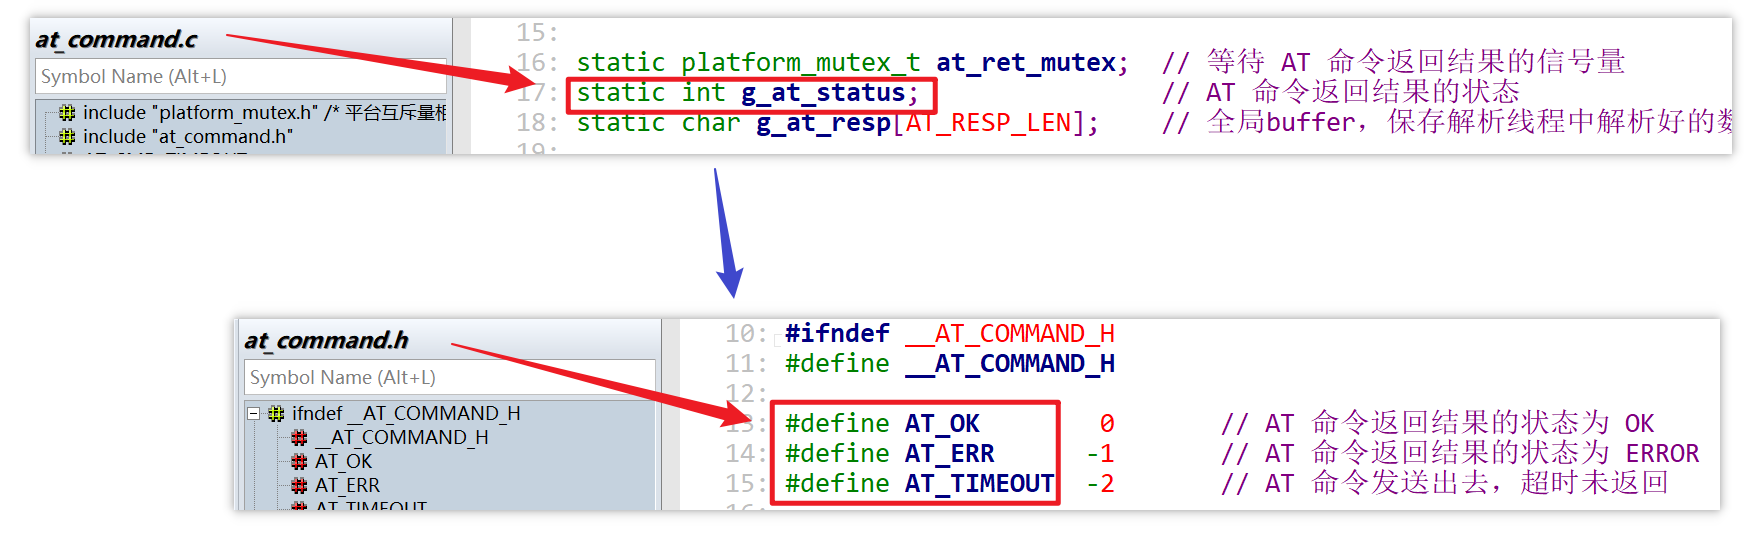 at_command.c
Symbol Name (Alt+L)
include "platform_mutex.h" /* 平台互斥量相
include "at_command.h"
15:
16: static platform_mutex_t at_ret_mutex; // 等待 AT 命令返回结果的信号量
17: static int g_at_status; // AT 命令返回结果的状态
18: static char g_at_resp[AT_RESP_LEN]; // 全局buffer，保存解析线程中解析好的数
19:
at_command.h
Symbol Name (Alt+L)
ifndef __AT_COMMAND_H
__AT_COMMAND_H
AT_OK
AT_ERR
AT_TIMEOUT
10: #ifndef __AT_COMMAND_H
11: #define __AT_COMMAND_H
12:
13: #define AT_OK 0 // AT 命令返回结果的状态为 OK
14: #define AT_ERR -1 // AT 命令返回结果的状态为 ERROR
15: #define AT_TIMEOUT -2 // AT 命令发送出去，超时未返回